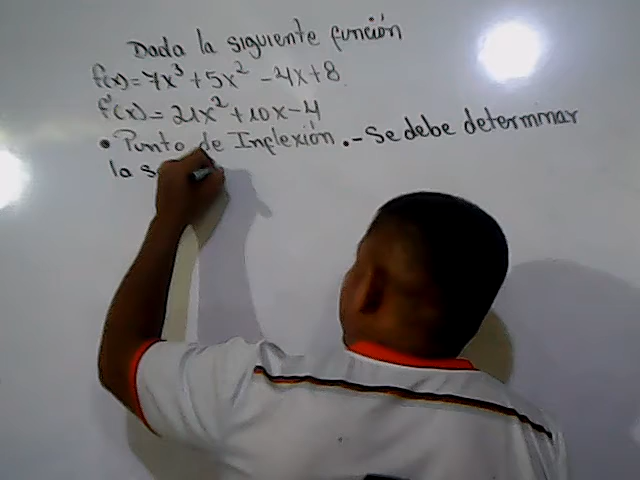 Dada la siguiente función
f(x)=7x³+5x²-4x+8
f'(x)=21x²+10x-4
• Punto de Inflexión.- Se debe determinar
la s